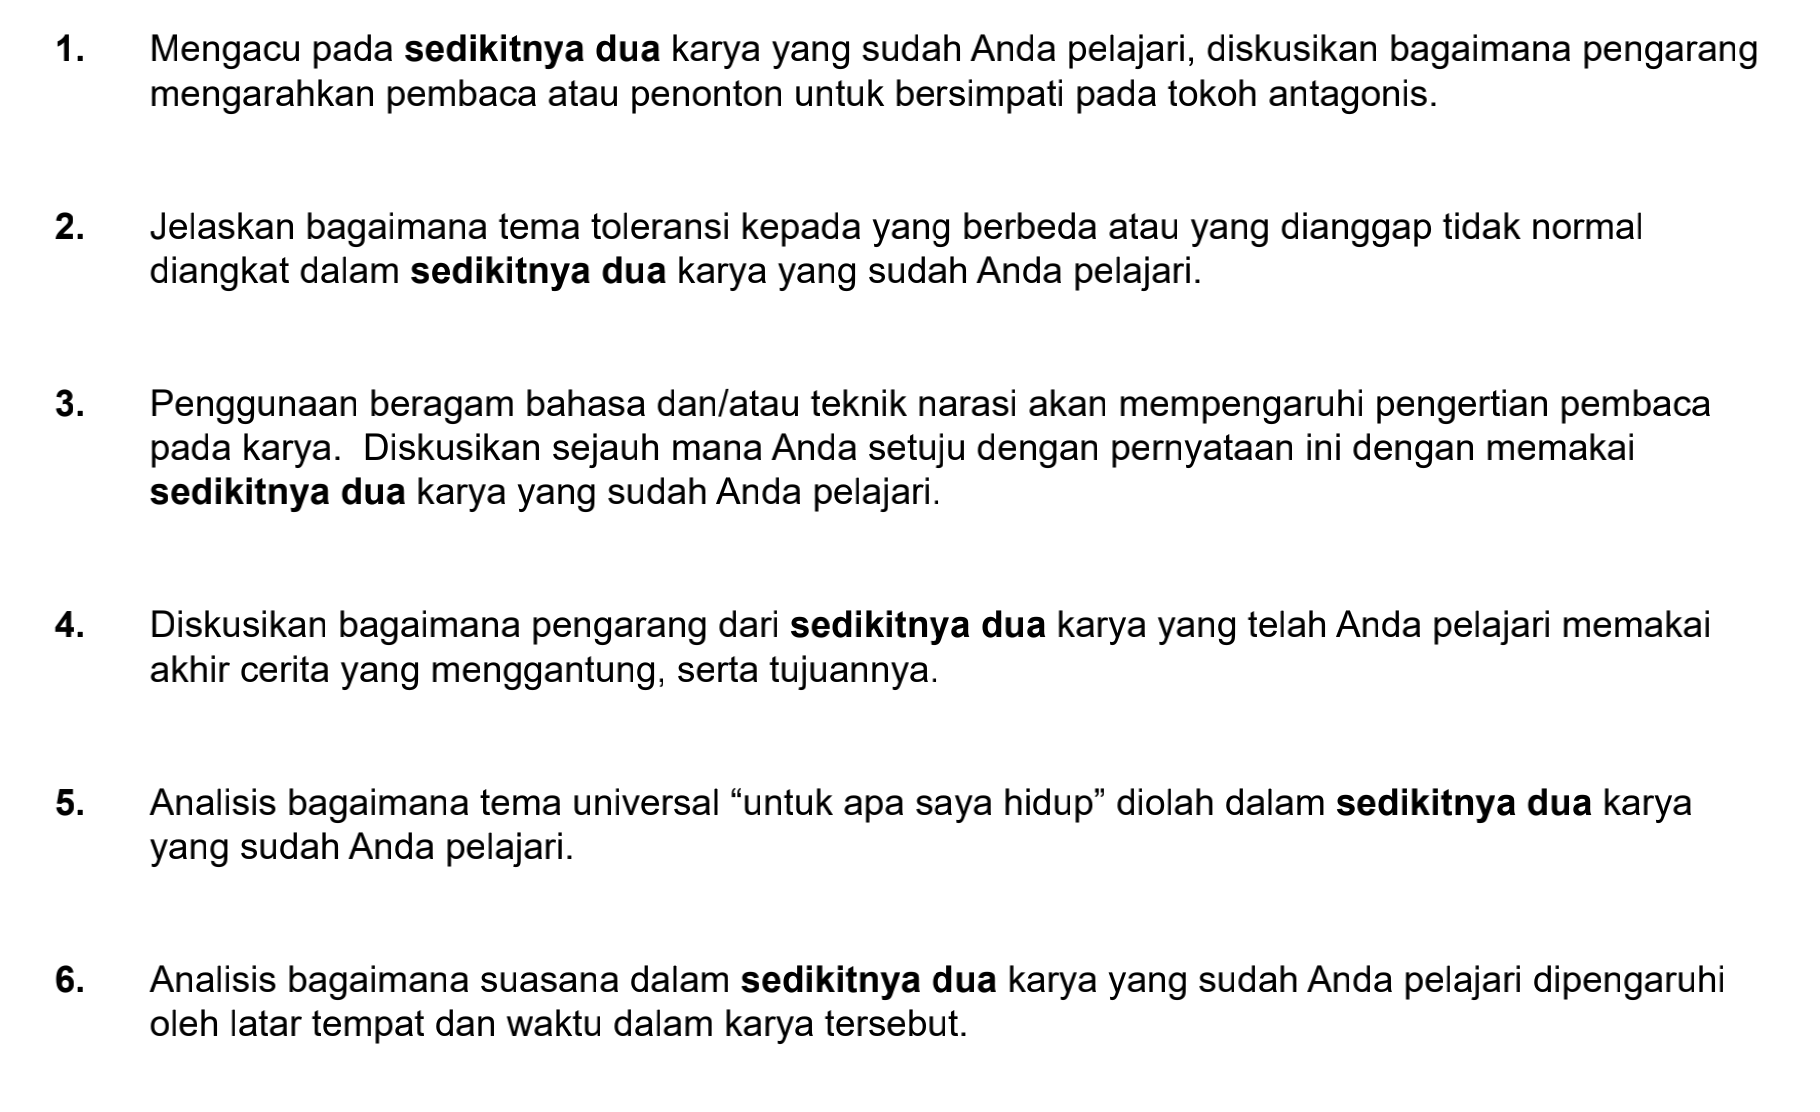 1. Mengacu pada sedikitnya dua karya yang sudah Anda pelajari, diskusikan bagaimana pengarang
mengarahkan pembaca atau penonton untuk bersimpati pada tokoh antagonis.
2. Jelaskan bagaimana tema toleransi kepada yang berbeda atau yang dianggap tidak normal
diangkat dalam sedikitnya dua karya yang sudah Anda pelajari.
3. Penggunaan beragam bahasa dan/atau teknik narasi akan mempengaruhi pengertian pembaca
pada karya.  Diskusikan sejauh mana Anda setuju dengan pernyataan ini dengan memakai
sedikitnya dua karya yang sudah Anda pelajari.
4. Diskusikan bagaimana pengarang dari sedikitnya dua karya yang telah Anda pelajari memakai
akhir cerita yang menggantung, serta tujuannya.
5. Analisis bagaimana tema universal “untuk apa saya hidup” diolah dalam sedikitnya dua karya
yang sudah Anda pelajari.
6. Analisis bagaimana suasana dalam sedikitnya dua karya yang sudah Anda pelajari dipengaruhi
oleh latar tempat dan waktu dalam karya tersebut.